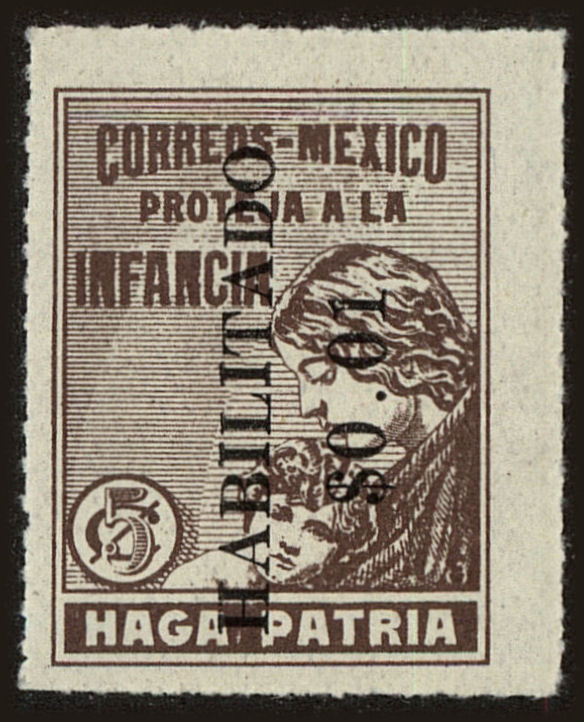 CORREOS-MEXICO
PROTEJA A LA
INFANCIA
5¢
HAGA PATRIA
HABILITADO
$0.01